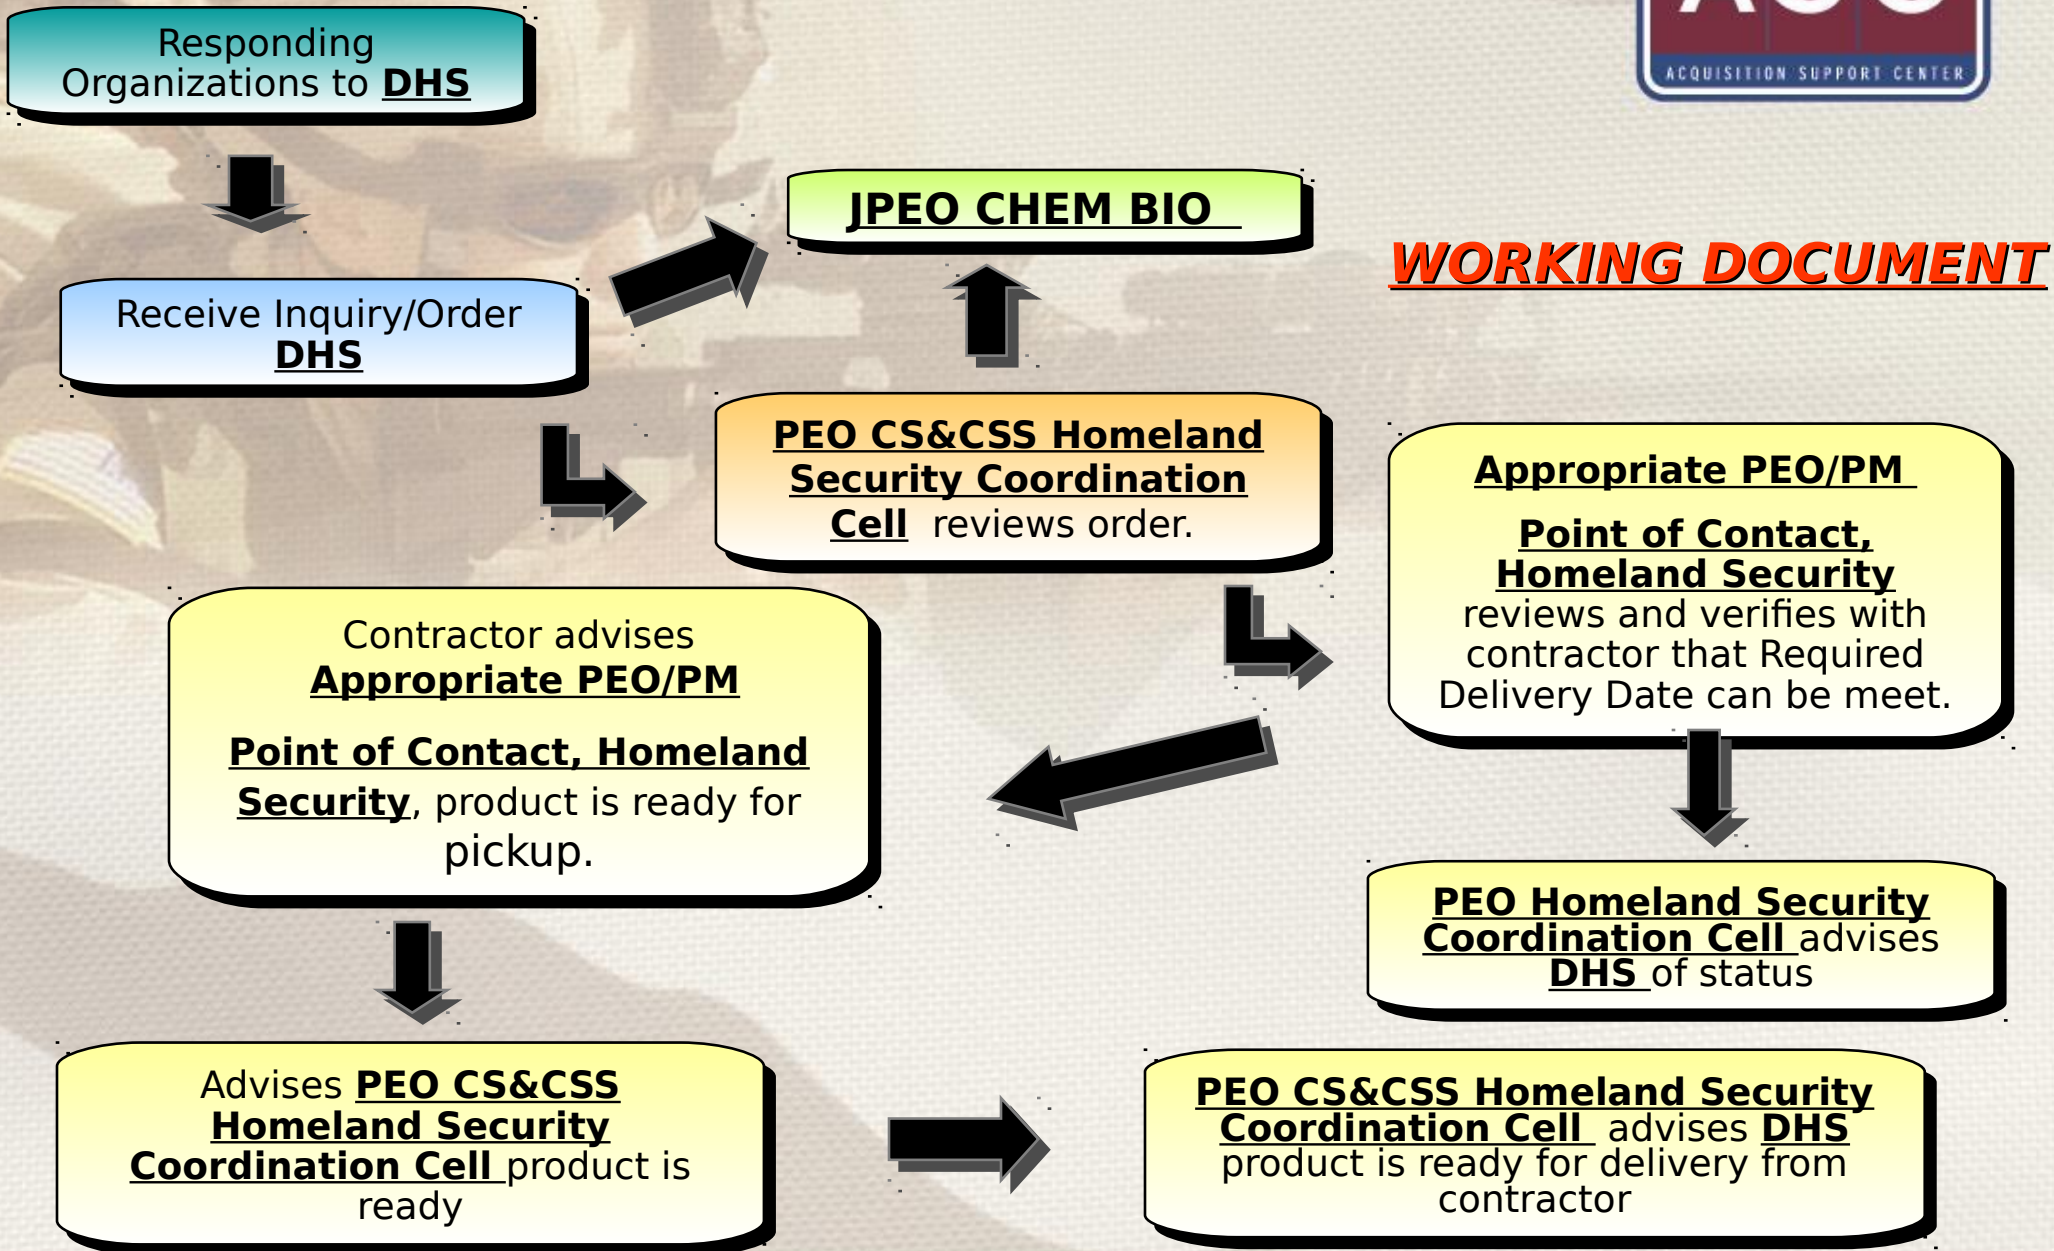 Responding
Organizations to DHS
ACQUISITION SUPPORT CENTER
JPEO CHEM BIO
WORKING DOCUMENT
Receive Inquiry/Order
DHS
PEO CS&CSS Homeland
Security Coordination
Cell reviews order.
Appropriate PEO/PM
Point of Contact,
Homeland Security
reviews and verifies with
contractor that Required
Delivery Date can be meet.
Contractor advises
Appropriate PEO/PM
Point of Contact, Homeland
Security, product is ready for
pickup.
PEO Homeland Security
Coordination Cell advises
DHS of status
Advises PEO CS&CSS
Homeland Security
Coordination Cell product is
ready
PEO CS&CSS Homeland Security
Coordination Cell advises DHS
product is ready for delivery from
contractor